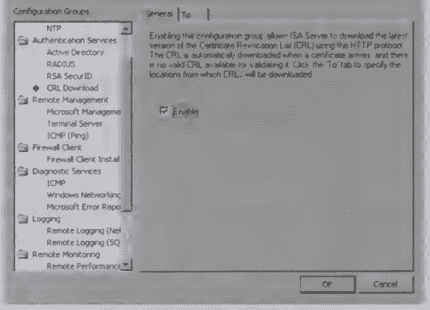 Configuration Groups
NTP
Authentication Services
Active Directory
RADIUS
RSA SecurID
CRL Download
Remote Management
Microsoft Manageme
Terminal Server
ICMP (Ping)
Firewall Client
Firewall Client Install
Diagnostic Services
ICMP
Windows Networking
Microsoft Error Repo
Logging
Remote Logging (Net
Remote Logging (SQ
Remote Monitoring
Remote Performance
General To
Enabling this configuration group allows ISA Server to download the latest
version of the Certificate Revocation List (CRL) using the HTTP protocol.
The CRL is automatically downloaded when a certificate arrives, and there
is no valid CRL available for validating it. Click the 'To' tab to specify the
locations from which CRLs will be downloaded.
Enable
OK Cancel